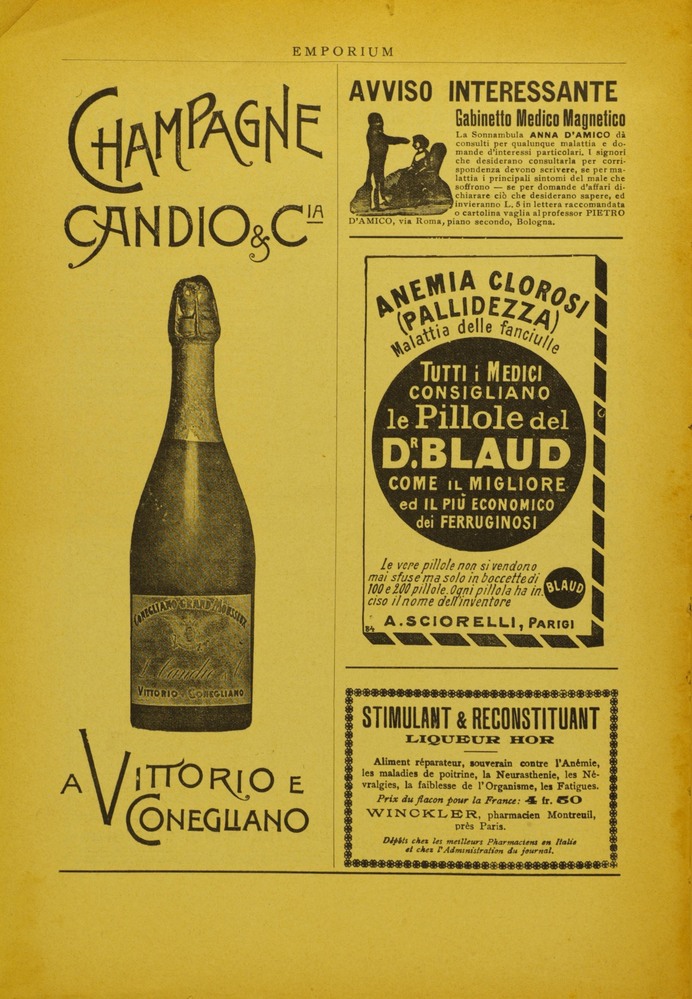 EMPORIUM
CHAMPAGNE
CANDIO & CIA
CONEGLIANO GRAND MOUSSEUX
Candio
VITTORIO CONEGLIANO
A VITTORIO E
CONEGLIANO
AVVISO INTERESSANTE
Gabinetto Medico Magnetico
La Sonnambula ANNA D'AMICO dà
consulti per qualunque malattia e do-
mande d'interessi particolari. I signori
che desiderano consultarla per corri-
spondenza devono scrivere, se per ma-
lattia i principali sintomi del male che
soffrono — se per domande d'affari di-
chiarare ciò che desiderano sapere, ed
invieranno L. 5 in lettera raccomandata
o cartolina vaglia al professor PIETRO
D'AMICO, via Roma, piano secondo, Bologna.
ANEMIA CLOROSI
(PALLIDEZZA)
Malattia delle fanciulle
TUTTI i MEDICI
CONSIGLIANO
le Pillole del
DR. BLAUD
COME IL MIGLIORE
ed IL PIÙ ECONOMICO
dei FERRUGINOSI
Le vere pillole non si vendono
mai sfuse ma solo in boccette di
100 e 200 pillole. Ogni pillola ha in-
ciso il nome dell'inventore
BLAUD
A. SCIORELLI, PARIGI
84
STIMULANT & RECONSTITUANT
LIQUEUR HOR
Aliment réparateur, souverain contre l'Anémie,
les maladies de poitrine, la Neurasthenie, les Né-
vralgies, la faiblesse de l'Organisme, les Fatigues.
Prix du flacon pour la France: 4 fr. 50
WINCKLER, pharmacien Montreuil,
près Paris.
Dépôts chez les meilleurs Pharmaciens en Italie
et chez l'Administration du journal.